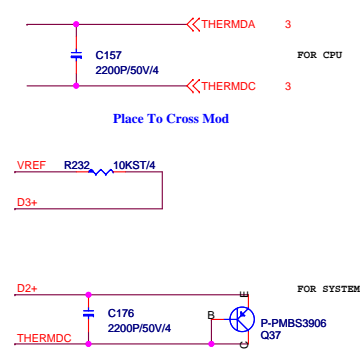 THERMDA 3
C157
2200P/50V/4
FOR CPU
THERMDC 3
Place To Cross Mod
VREF R232 10KST/4
D3+
D2+
FOR SYSTEM
E
C176
2200P/50V/4
B
P-PMBS3906
Q37
THERMDC
C